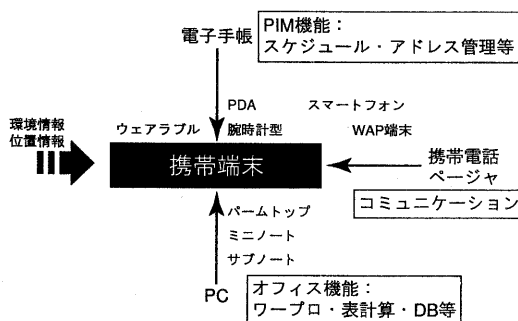 電子手帳
PIM機能：
スケジュール・アドレス管理等
PDA
スマートフォン
環境情報
位置情報
ウェアラブル
腕時計型
WAP端末
携帯端末
携帯電話
ページャ
コミュニケーション
パームトップ
ミニノート
サブノート
PC
オフィス機能：
ワープロ・表計算・DB等